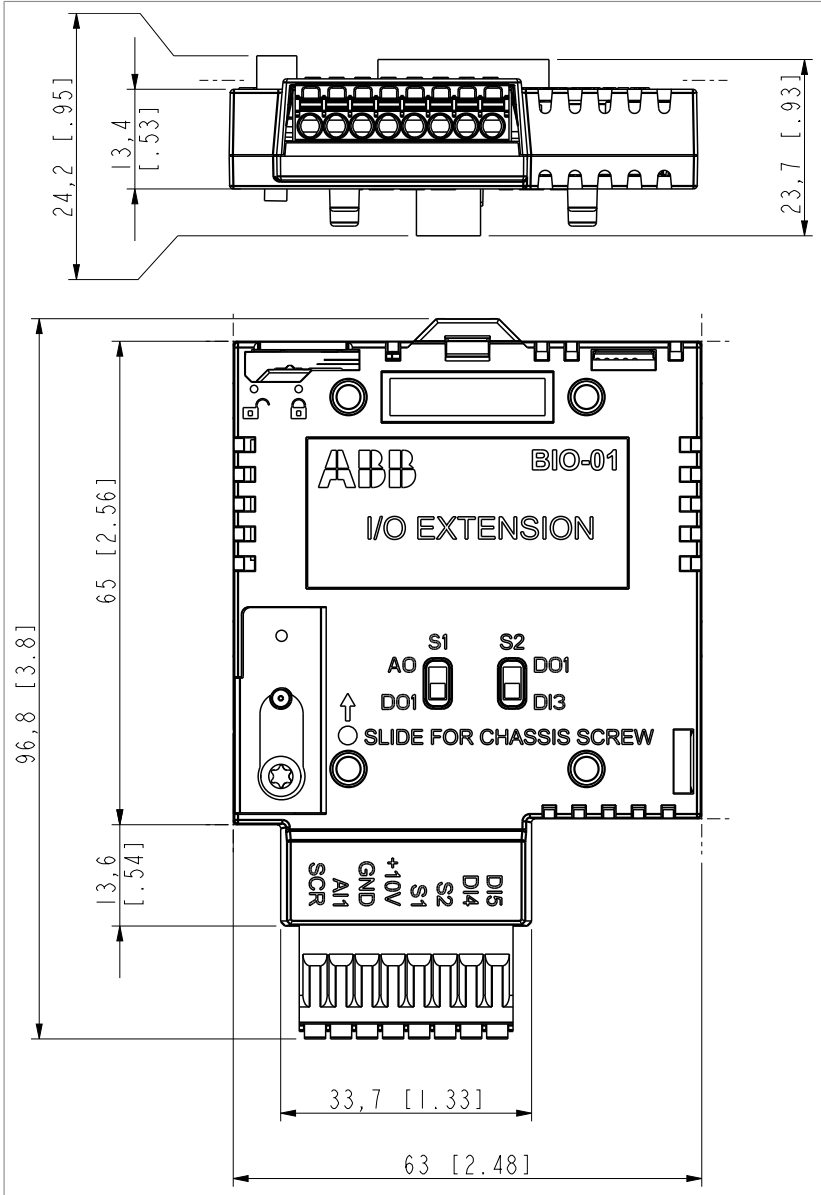 24,2 [.95]
13,4
[.53]
23,7 [.93]
ABB
BIO-01
I/O EXTENSION
65 [2.56]
96,8 [3.8]
S1
S2
AO
DO1
DO1
DI3
SLIDE FOR CHASSIS SCREW
13,6
[.54]
SCR
AI1
GND
+10V
S1
S2
DI4
DI5
33,7 [1.33]
63 [2.48]